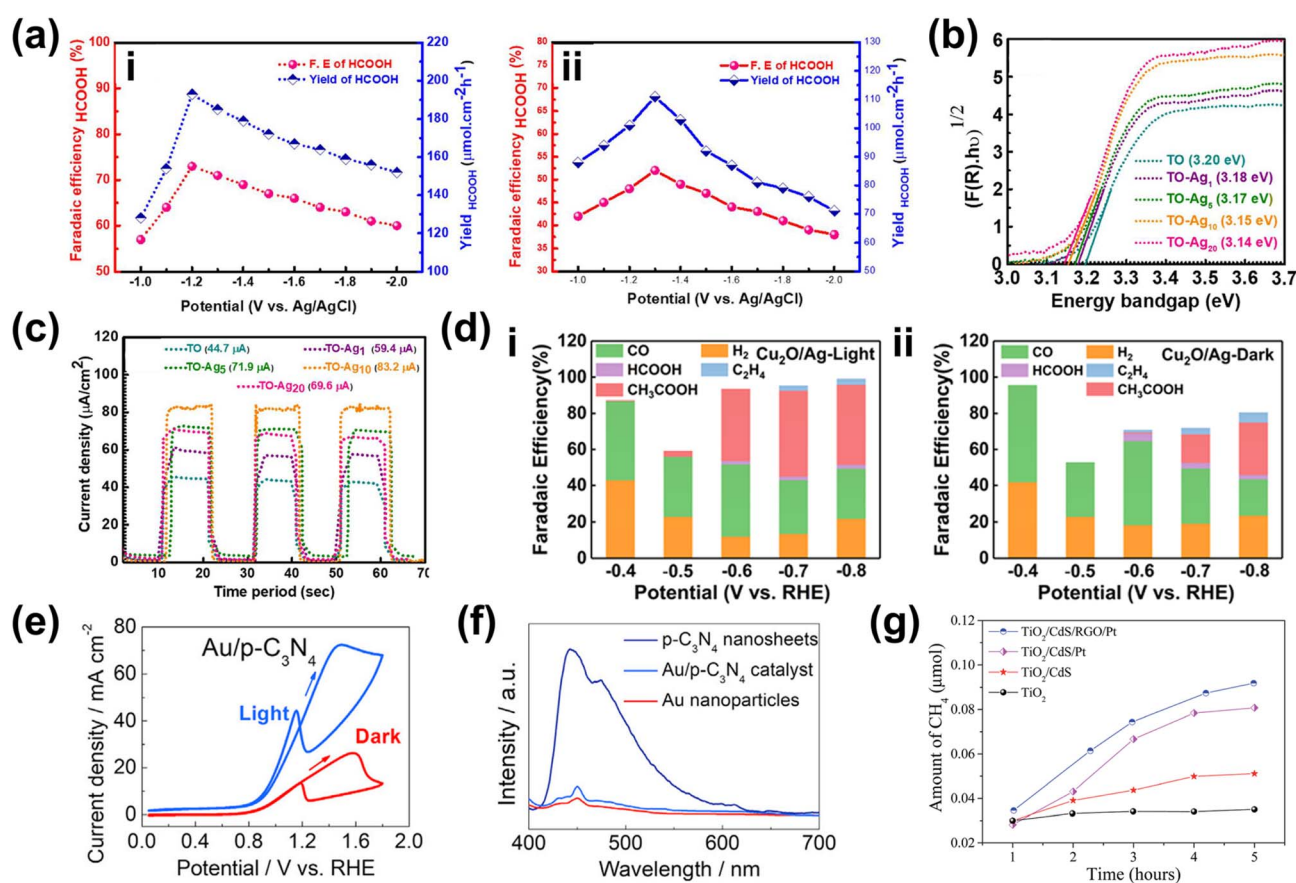 (a)
i
Faradaic efficiency HCOOH (%)
100
90
80
70
60
50
F. E of HCOOH
Yield of HCOOH
220
200
180
160
140
120
100
Yield HCOOH (μmol.cm-2h-1)
-1.0 -1.2 -1.4 -1.6 -1.8 -2.0
Potential (V vs. Ag/AgCl)
ii
Faradaic efficiency HCOOH (%)
80
75
70
65
60
55
50
45
40
35
30
F. E of HCOOH
Yield of HCOOH
130
120
110
100
90
80
70
60
50
Yield HCOOH (μmol.cm-2h-1)
-1.0 -1.2 -1.4 -1.6 -1.8 -2.0
Potential (V vs. Ag/AgCl)
(b)
(F(R).hυ)1/2
6
5
4
3
2
1
0
TO (3.20 eV)
TO-Ag1 (3.18 eV)
TO-Ag5 (3.17 eV)
TO-Ag10 (3.15 eV)
TO-Ag20 (3.14 eV)
3.0 3.1 3.2 3.3 3.4 3.5 3.6 3.7
Energy bandgap (eV)
(c)
Current density (μA/cm2)
120
100
80
60
40
20
0
TO (44.7 μA)
TO-Ag1 (59.4 μA)
TO-Ag5 (71.9 μA)
TO-Ag10 (83.2 μA)
TO-Ag20 (69.6 μA)
10 20 30 40 50 60 70
Time period (sec)
(d)
i
Faradaic Efficiency(%)
120
100
80
60
40
20
0
CO
HCOOH
CH3COOH
H2
C2H4
Cu2O/Ag-Light
-0.4 -0.5 -0.6 -0.7 -0.8
Potential (V vs. RHE)
ii
Faradaic Efficiency(%)
120
100
80
60
40
20
0
CO
HCOOH
CH3COOH
H2
C2H4
Cu2O/Ag-Dark
-0.4 -0.5 -0.6 -0.7 -0.8
Potential (V vs. RHE)
(e)
Current density / mA cm-2
80
60
40
20
0
Au/p-C3N4
Light
Dark
0.0 0.4 0.8 1.2 1.6 2.0
Potential / V vs. RHE
(f)
Intensity / a.u.
p-C3N4 nanosheets
Au/p-C3N4 catalyst
Au nanoparticles
400 500 600 700
Wavelength / nm
(g)
Amount of CH4 (μmol)
0.12
0.10
0.08
0.06
0.04
0.02
TiO2/CdS/RGO/Pt
TiO2/CdS/Pt
TiO2/CdS
TiO2
1 2 3 4 5
Time (hours)